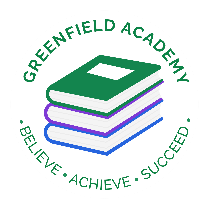 GREENFIELD ACADEMY
• BELIEVE • ACHIEVE • SUCCEED •